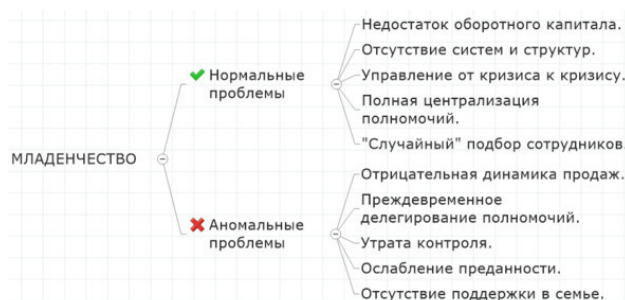 МЛАДЕНЧЕСТВО
Нормальные
проблемы
Недостаток оборотного капитала.
Отсутствие систем и структур.
Управление от кризиса к кризису.
Полная централизация
полномочий.
"Случайный" подбор сотрудников.
Аномальные
проблемы
Отрицательная динамика продаж.
Преждевременное
делегирование полномочий.
Утрата контроля.
Ослабление преданности.
Отсутствие поддержки в семье.